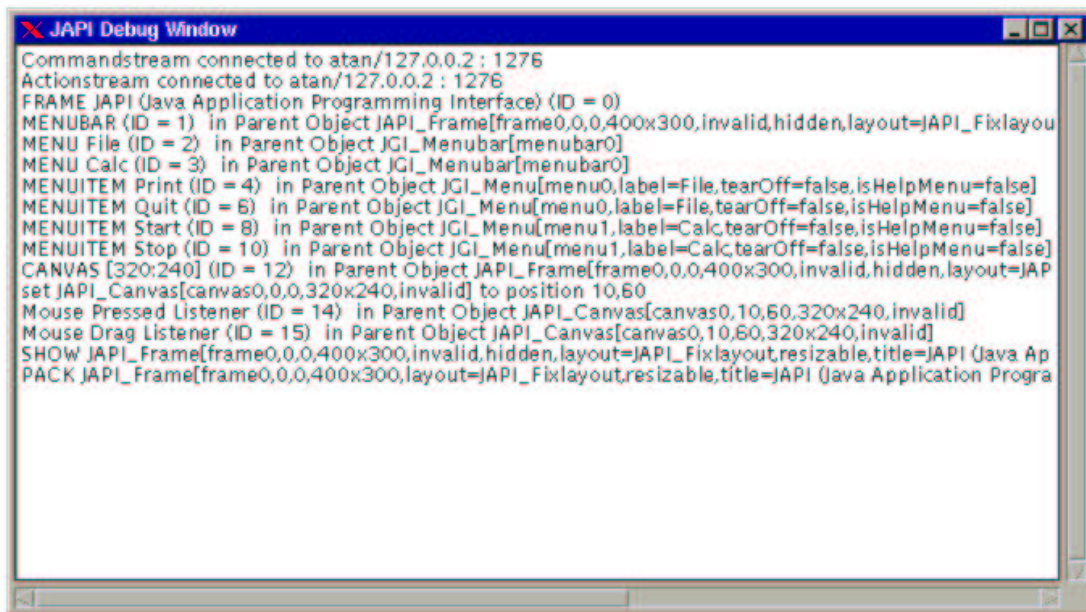 JAPI Debug Window
Commandstream connected to atan/127.0.0.2 : 1276
Actionstream connected to atan/127.0.0.2 : 1276
FRAME JAPI (Java Application Programming Interface) (ID = 0)
MENUBAR (ID = 1)  in Parent Object JAPI_Frame[frame0,0,0,400x300,invalid,hidden,layout=JAPI_Fixlayou
MENU File (ID = 2)  in Parent Object JGI_Menubar[menubar0]
MENU Calc (ID = 3)  in Parent Object JGI_Menubar[menubar0]
MENUITEM Print (ID = 4)  in Parent Object JGI_Menu[menu0,label=File,tearOff=false,isHelpMenu=false]
MENUITEM Quit (ID = 6)  in Parent Object JGI_Menu[menu0,label=File,tearOff=false,isHelpMenu=false]
MENUITEM Start (ID = 8)  in Parent Object JGI_Menu[menu1,label=Calc,tearOff=false,isHelpMenu=false]
MENUITEM Stop (ID = 10)  in Parent Object JGI_Menu[menu1,label=Calc,tearOff=false,isHelpMenu=false]
CANVAS [320:240] (ID = 12)  in Parent Object JAPI_Frame[frame0,0,0,400x300,invalid,hidden,layout=JAP
set JAPI_Canvas[canvas0,0,0,320x240,invalid] to position 10,60
Mouse Pressed Listener (ID = 14)  in Parent Object JAPI_Canvas[canvas0,10,60,320x240,invalid]
Mouse Drag Listener (ID = 15)  in Parent Object JAPI_Canvas[canvas0,10,60,320x240,invalid]
SHOW JAPI_Frame[frame0,0,0,400x300,invalid,hidden,layout=JAPI_Fixlayout,resizable,title=JAPI (Java Ap
PACK JAPI_Frame[frame0,0,0,400x300,layout=JAPI_Fixlayout,resizable,title=JAPI (Java Application Progra